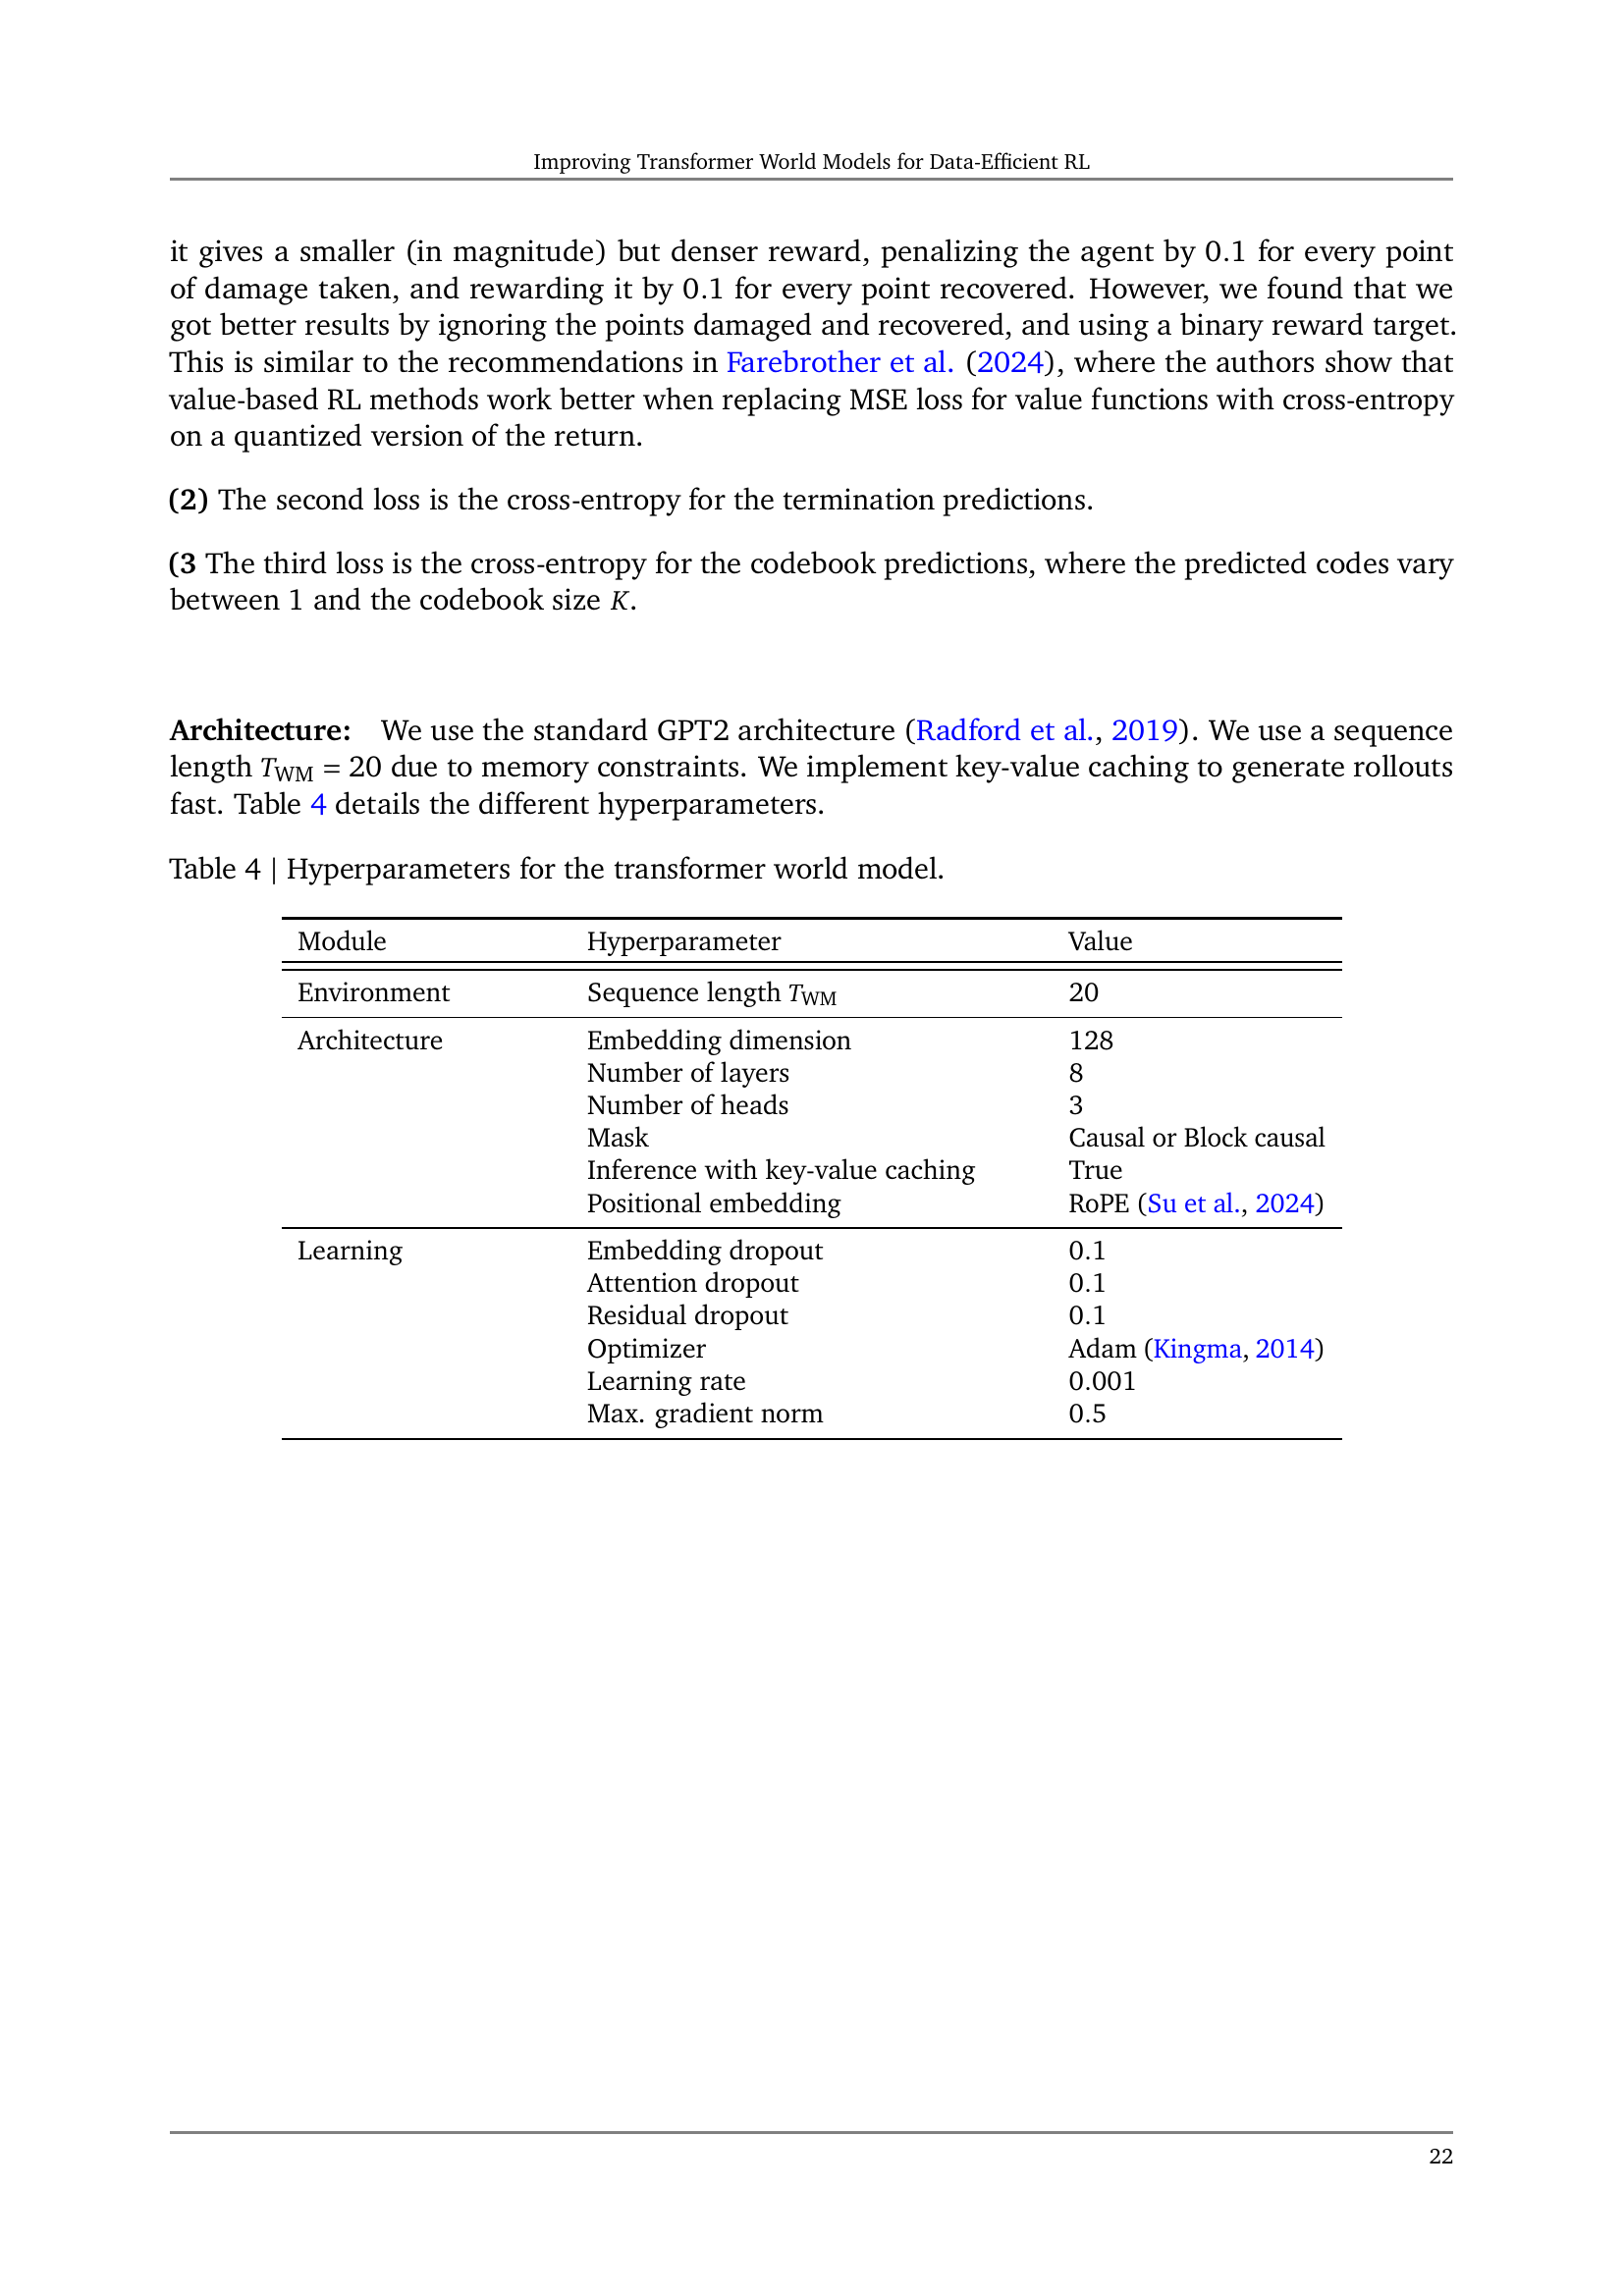 Improving Transformer World Models for Data-Efficient RL
it gives a smaller (in magnitude) but denser reward, penalizing the agent by 0.1 for every point
of damage taken, and rewarding it by 0.1 for every point recovered. However, we found that we
got better results by ignoring the points damaged and recovered, and using a binary reward target.
This is similar to the recommendations in Farebrother et al. (2024), where the authors show that
value-based RL methods work better when replacing MSE loss for value functions with cross-entropy
on a quantized version of the return.
(2) The second loss is the cross-entropy for the termination predictions.
(3 The third loss is the cross-entropy for the codebook predictions, where the predicted codes vary
between 1 and the codebook size K.
Architecture: We use the standard GPT2 architecture (Radford et al., 2019). We use a sequence
length T_WM = 20 due to memory constraints. We implement key-value caching to generate rollouts
fast. Table 4 details the different hyperparameters.
Table 4 | Hyperparameters for the transformer world model.
Module Hyperparameter Value
Environment Sequence length T_WM 20
Architecture Embedding dimension 128
Number of layers 8
Number of heads 3
Mask Causal or Block causal
Inference with key-value caching True
Positional embedding RoPE (Su et al., 2024)
Learning Embedding dropout 0.1
Attention dropout 0.1
Residual dropout 0.1
Optimizer Adam (Kingma, 2014)
Learning rate 0.001
Max. gradient norm 0.5
22